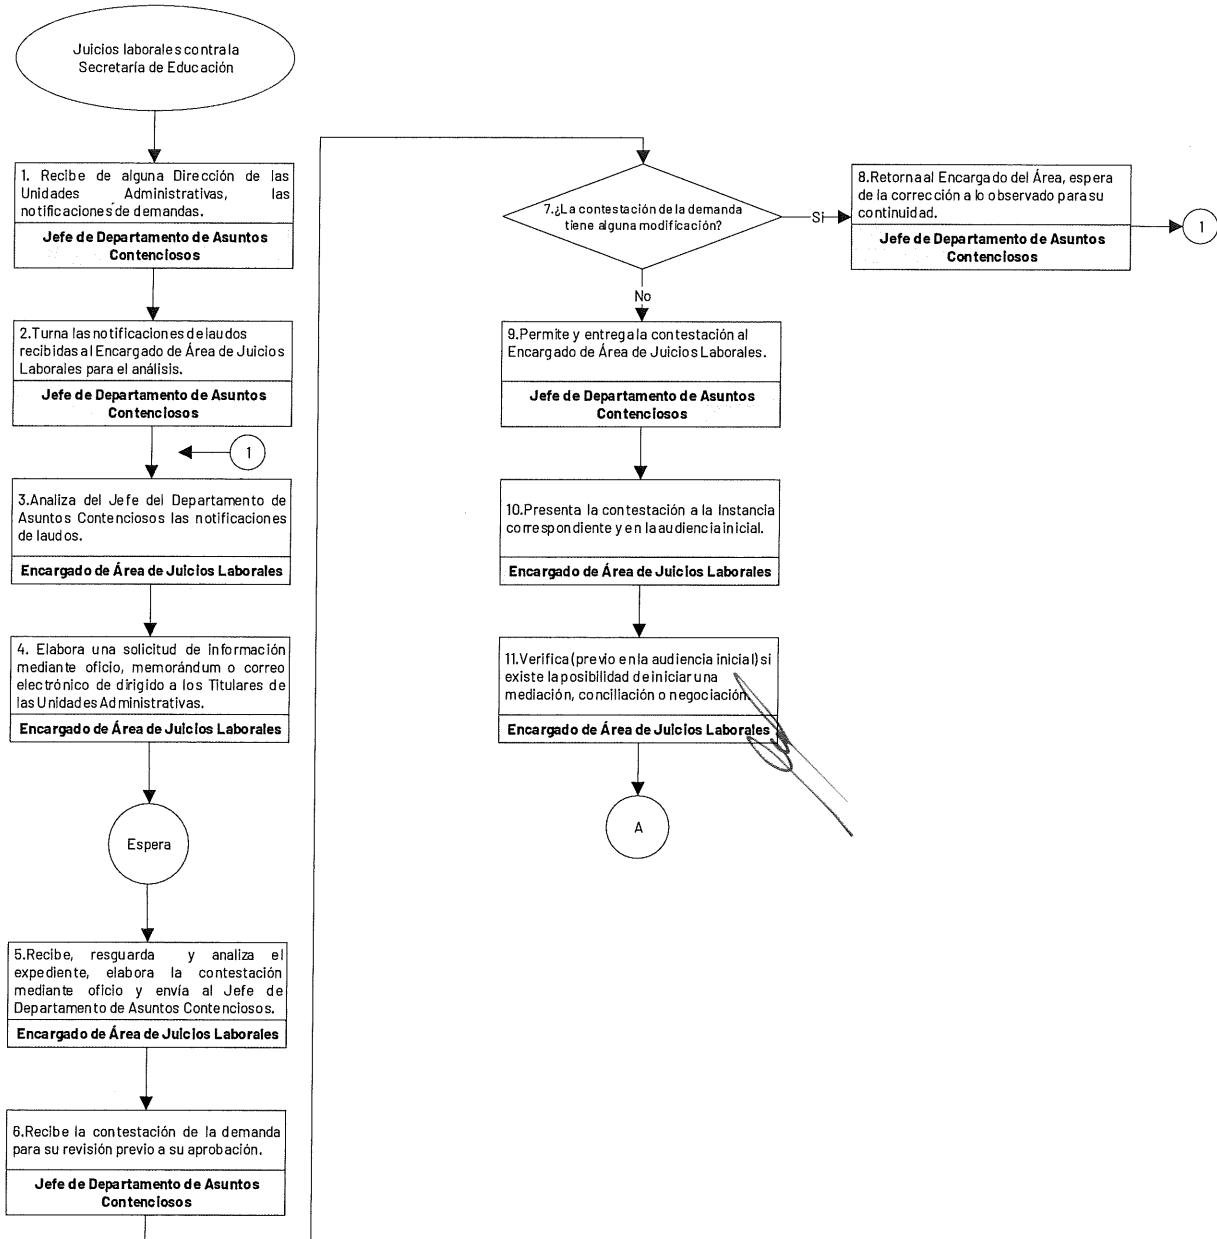 Juicios laborales contra la
Secretaría de Educación
1. Recibe de alguna Dirección de las
Unidades Administrativas, las
notificaciones de demandas.
Jefe de Departamento de Asuntos
Contenciosos
2.Turna las notificaciones de laudos
recibidas al Encargado de Área de Juicios
Laborales para el análisis.
Jefe de Departamento de Asuntos
Contenciosos
1
3.Analiza del Jefe del Departamento de
Asuntos Contenciosos las notificaciones
de laudos.
Encargado de Área de Juicios Laborales
4. Elabora una solicitud de información
mediante oficio, memorándum o correo
electrónico de dirigido a los Titulares de
las Unidades Administrativas.
Encargado de Área de Juicios Laborales
Espera
5.Recibe, resguarda y analiza el
expediente, elabora la contestación
mediante oficio y envía al Jefe de
Departamento de Asuntos Contenciosos.
Encargado de Área de Juicios Laborales
6.Recibe la contestación de la demanda
para su revisión previo a su aprobación.
Jefe de Departamento de Asuntos
Contenciosos
7.¿La contestación de la demanda
tiene alguna modificación?
Si
8.Retorna al Encargado del Área, espera
de la corrección a lo observado para su
continuidad.
Jefe de Departamento de Asuntos
Contenciosos
1
No
9.Permite y entrega la contestación al
Encargado de Área de Juicios Laborales.
Jefe de Departamento de Asuntos
Contenciosos
10.Presenta la contestación a la Instancia
correspondiente y en la audiencia inicial.
Encargado de Área de Juicios Laborales
11.Verifica (previo en la audiencia inicial) si
existe la posibilidad de iniciar una
mediación, conciliación o negociación.
Encargado de Área de Juicios Laborales
A